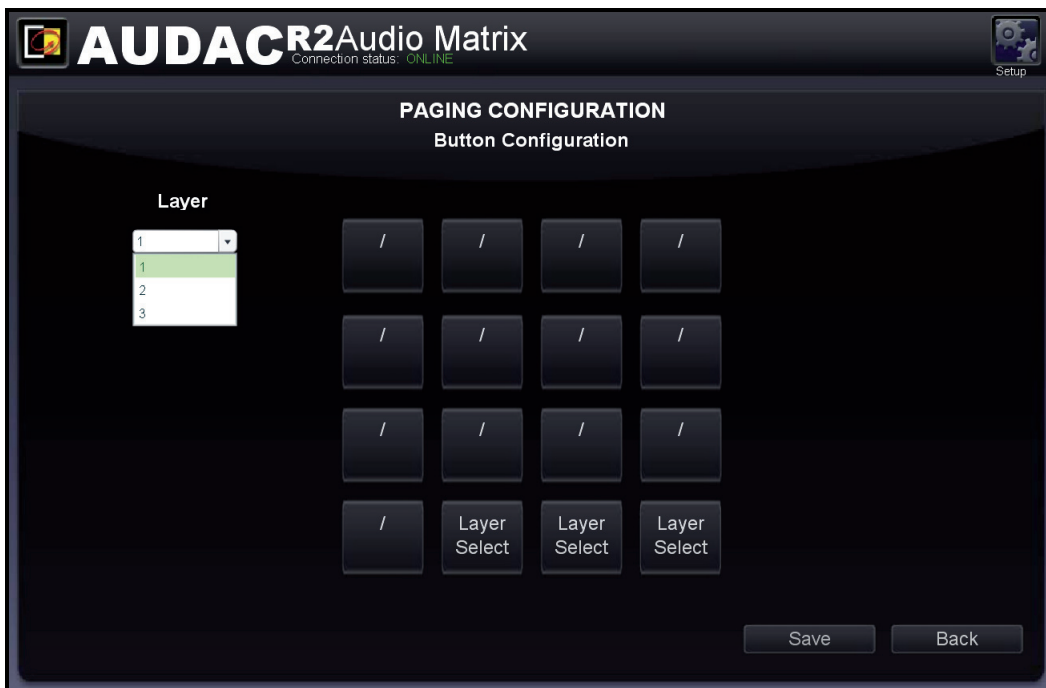 AUDAC R2 Audio Matrix
Connection status: ONLINE
Setup
PAGING CONFIGURATION
Button Configuration
Layer
1
1
2
3
/ / / /
/ / / /
/ / / /
/ Layer Select Layer Select Layer Select
Save Back